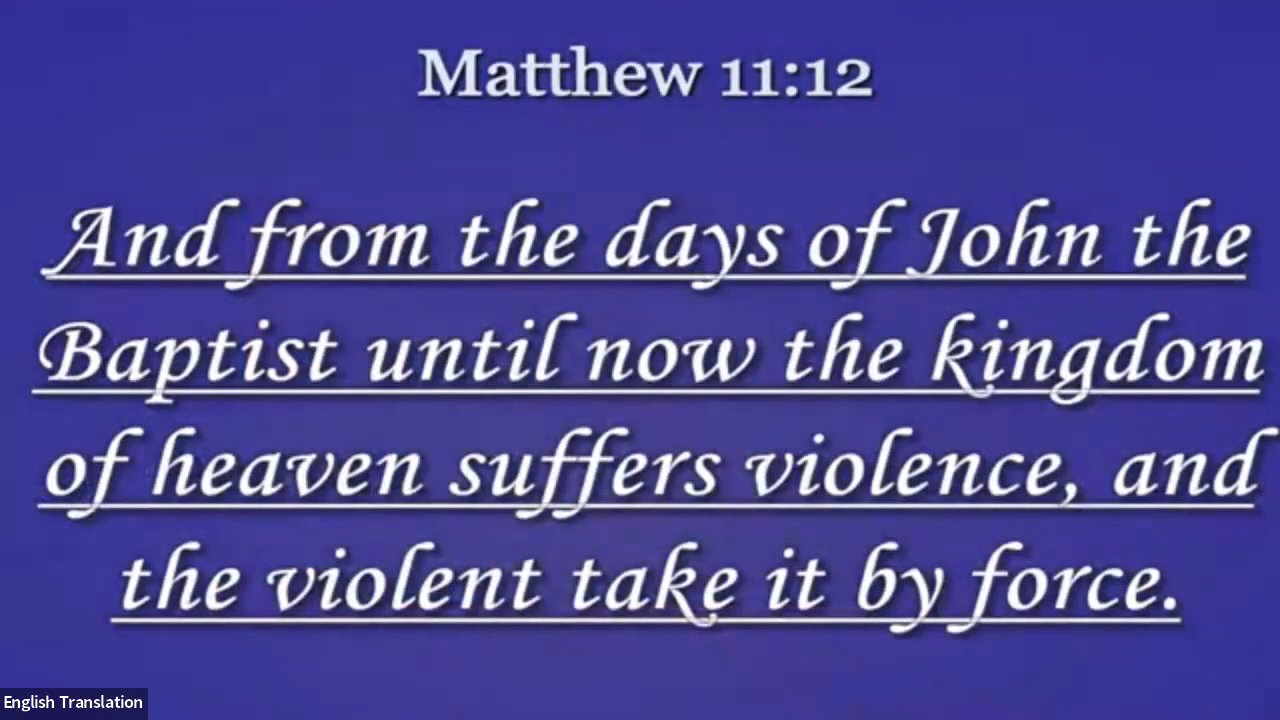 Matthew 11:12
And from the days of John the
Baptist until now the kingdom
of heaven suffers violence, and
the violent take it by force.
English Translation